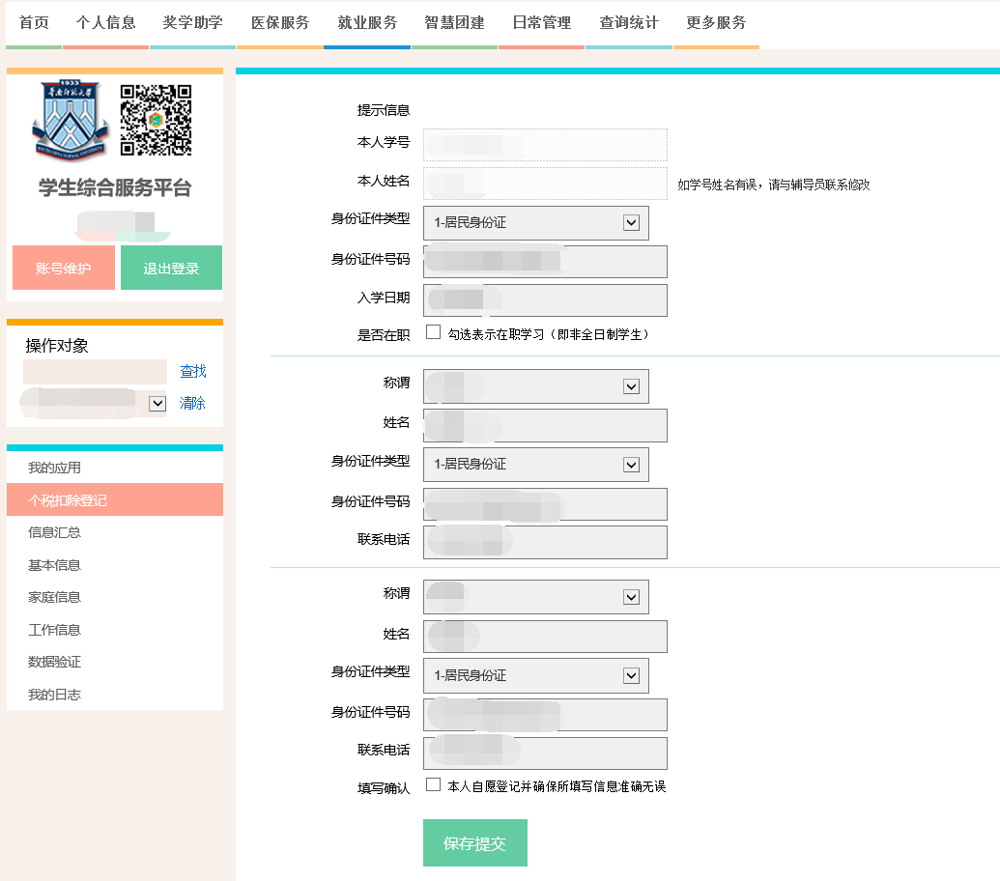 首页 个人信息 奖学助学 医保服务 就业服务 智慧团建 日常管理 查询统计 更多服务
1933
华南师范大学
SOUTH CHINA NORMAL UNIVERSITY
学生综合服务平台
账号维护 退出登录
操作对象
查找
清除
我的应用
个税扣除登记
信息汇总
基本信息
家庭信息
工作信息
数据验证
我的日志
提示信息
本人学号
本人姓名 如学号姓名有误，请与辅导员联系修改
身份证件类型 1-居民身份证
身份证件号码
入学日期
是否在职 勾选表示在职学习（即非全日制学生）
称谓
姓名
身份证件类型 1-居民身份证
身份证件号码
联系电话
称谓
姓名
身份证件类型 1-居民身份证
身份证件号码
联系电话
填写确认 本人自愿登记并确保所填写信息准确无误
保存提交